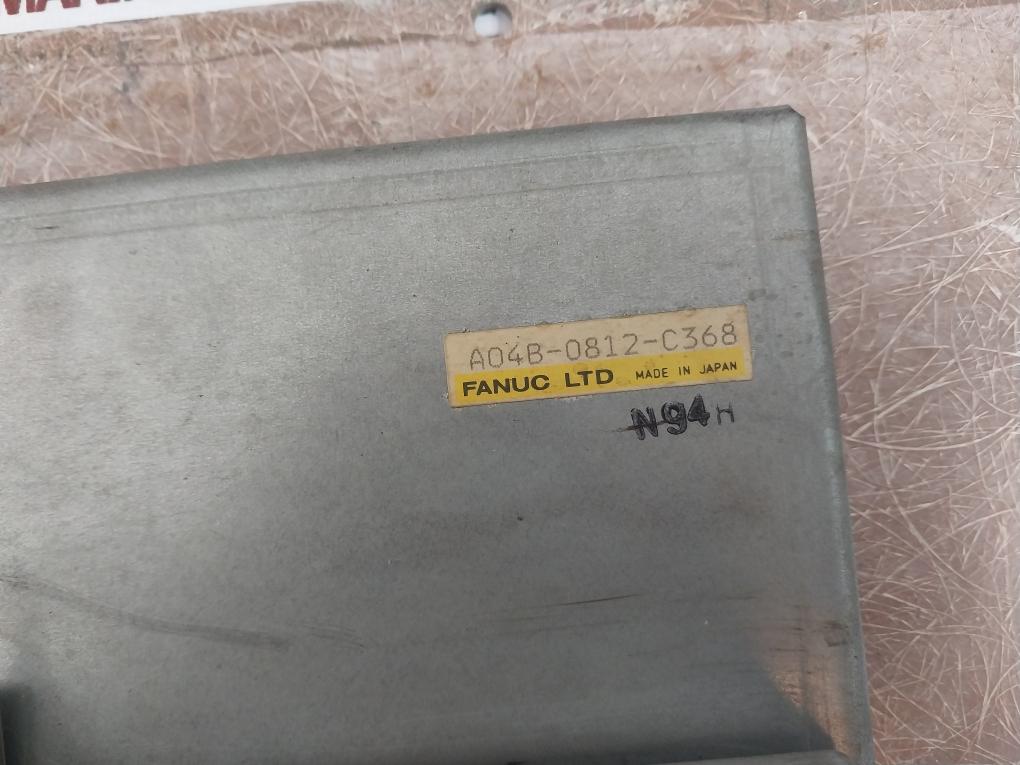 A04B-0812-C368
FANUC LTD MADE IN JAPAN
N94H